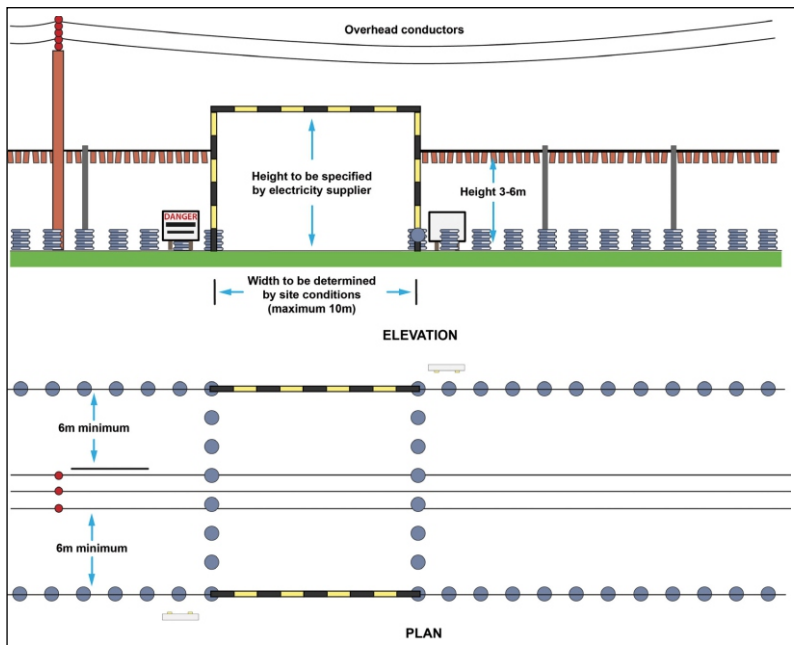 Overhead conductors
Height to be specified
by electricity supplier
Height 3-6m
DANGER
Width to be determined
by site conditions
(maximum 10m)
ELEVATION
6m minimum
6m minimum
PLAN